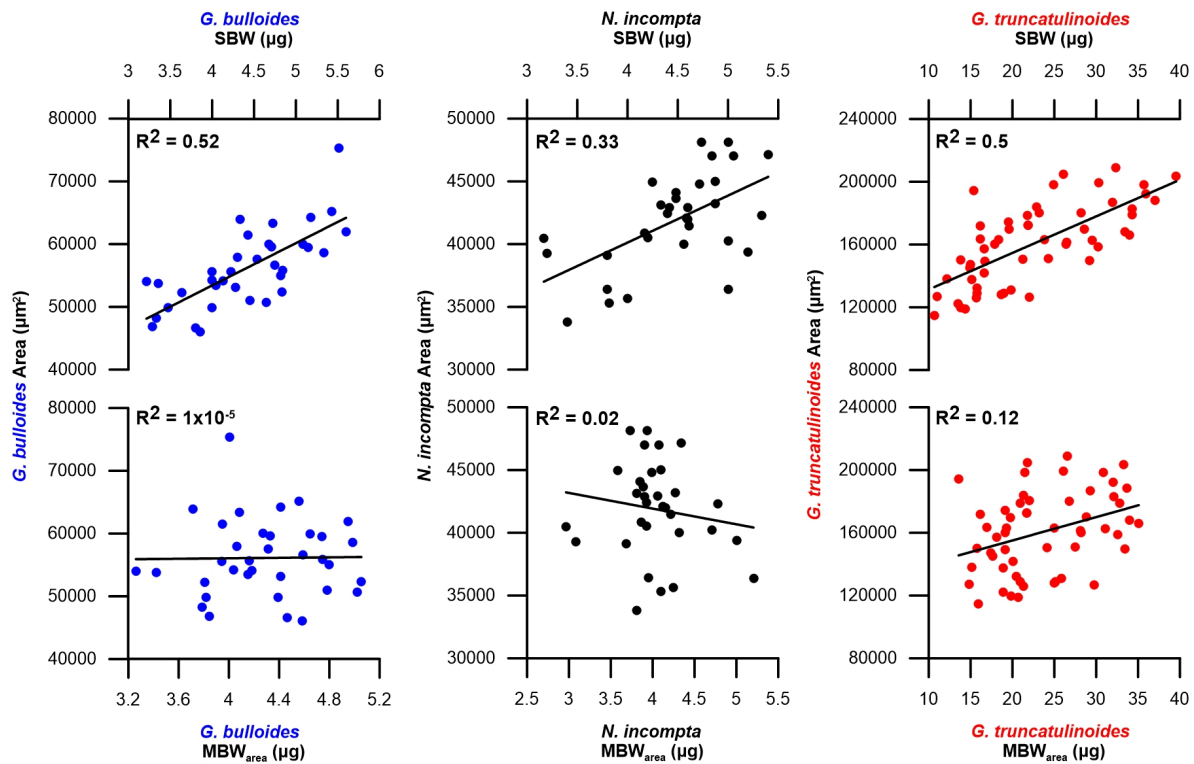 G. bulloides
SBW (µg)
3 3.5 4 4.5 5 5.5 6
80000
70000
60000
50000
40000
R² = 0.52
G. bulloides Area (µm²)
80000
70000
60000
50000
40000
R² = 1x10⁻⁵
3.2 3.6 4 4.4 4.8 5.2
G. bulloides
MBWarea (µg)
N. incompta
SBW (µg)
3 3.5 4 4.5 5 5.5
50000
45000
40000
35000
30000
R² = 0.33
N. incompta Area (µm²)
50000
45000
40000
35000
30000
R² = 0.02
2.5 3 3.5 4 4.5 5 5.5
N. incompta
MBWarea (µg)
G. truncatulinoides
SBW (µg)
10 15 20 25 30 35 40
240000
200000
160000
120000
80000
R² = 0.5
G. truncatulinoides Area (µm²)
240000
200000
160000
120000
80000
R² = 0.12
10 15 20 25 30 35 40
G. truncatulinoides
MBWarea (µg)